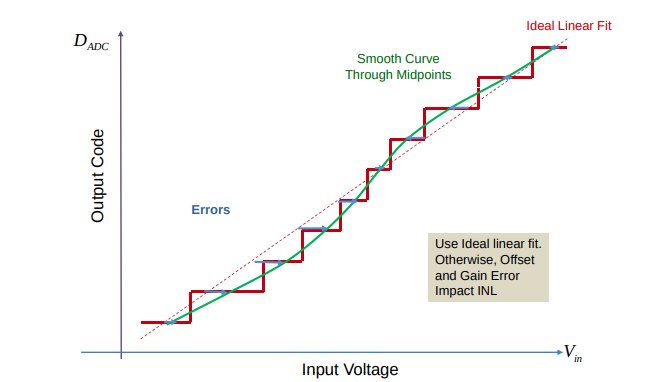 Ideal Linear Fit
D_ADC
Smooth Curve
Through Midpoints
Output Code
Errors
Use Ideal linear fit.
Otherwise, Offset
and Gain Error
Impact INL
V_in
Input Voltage